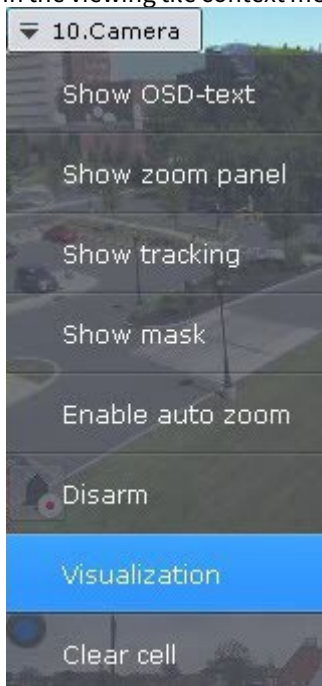 10.Camera
Show OSD-text
Show zoom panel
Show tracking
Show mask
Enable auto zoom
Disarm
Visualization
Clear cell